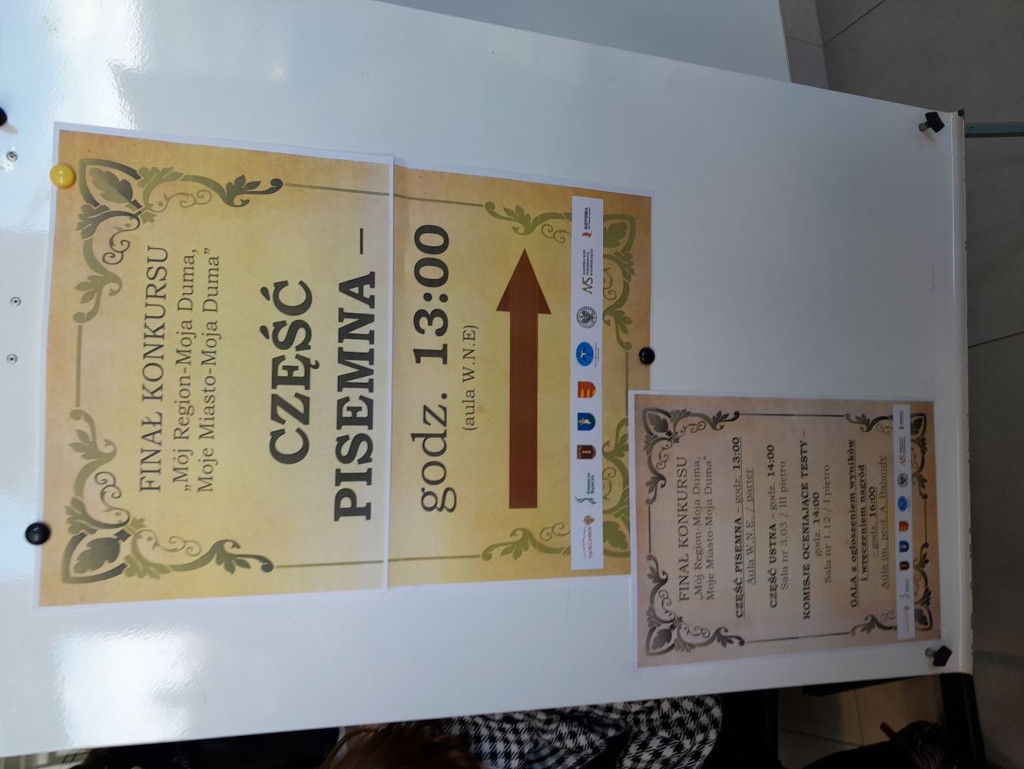 FINAŁ KONKURSU
„Mój Region-Moja Duma,
Moje Miasto-Moja Duma”
CZĘŚĆ
PISEMNA –
godz. 13:00
(aula W.N.E)
FINAŁ KONKURSU
„Mój Region-Moja Duma,
Moje Miasto-Moja Duma”
CZĘŚĆ PISEMNA – godz. 13:00
Aula W.N.E. / parter
CZĘŚĆ USTNA – godz. 14:00
Sala nr 3.03 / III piętro
KOMISJE OCENIAJĄCE TESTY –
godz. 14:00
Sala nr 1.12 / I piętro
GALA z ogłoszeniem wyników
i wręczeniem nagród
– godz. 16:00
Aula im. prof. A. Bałandy